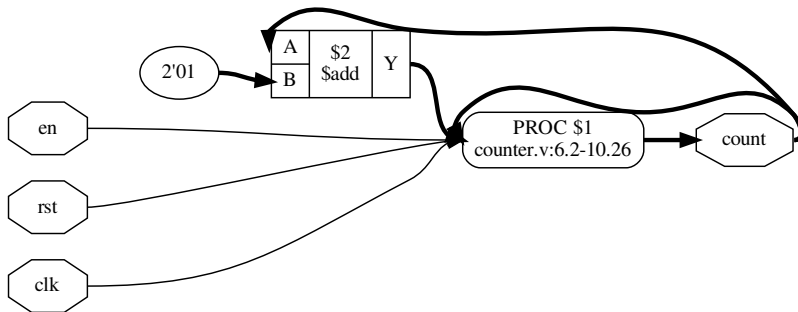 A
$2
$add
Y
B
2'01
en
PROC $1
counter.v:6.2-10.26
count
rst
clk